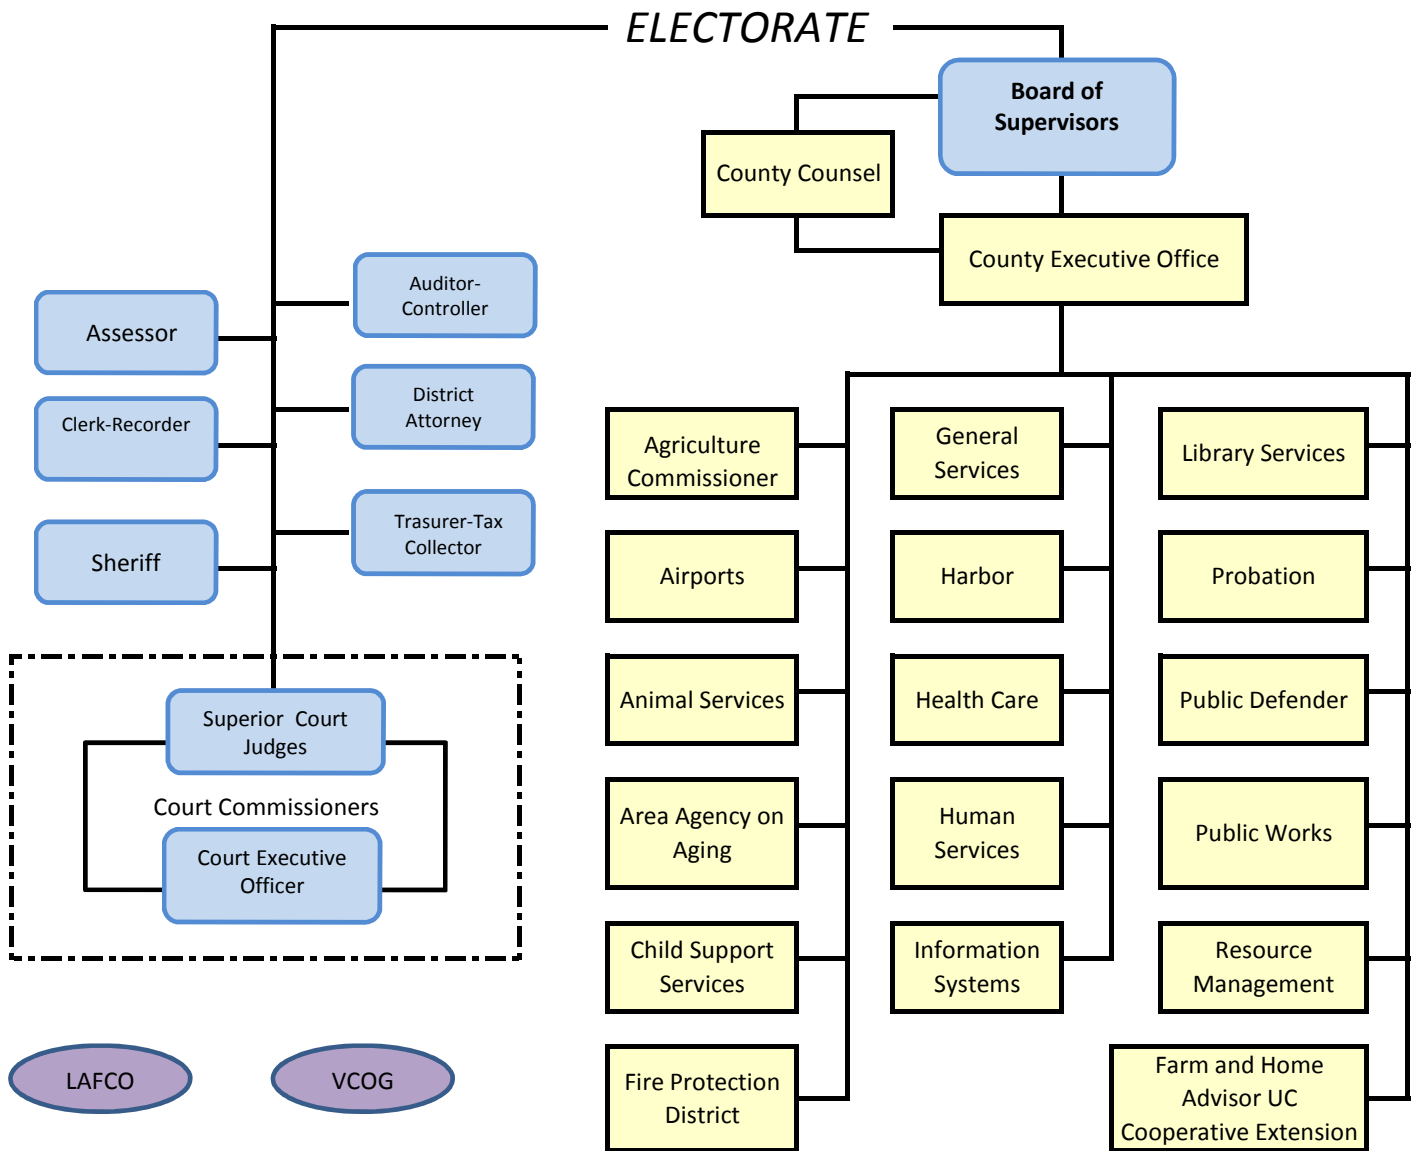 ELECTORATE
Board of
Supervisors
County Counsel
County Executive Office
Auditor-
Controller
Assessor
District
Attorney
Clerk-Recorder
Trasurer-Tax
Collector
Sheriff
Superior Court
Judges
Court Commissioners
Court Executive
Officer
LAFCO
VCOG
Agriculture
Commissioner
Airports
Animal Services
Area Agency on
Aging
Child Support
Services
Fire Protection
District
General
Services
Harbor
Health Care
Human
Services
Information
Systems
Library Services
Probation
Public Defender
Public Works
Resource
Management
Farm and Home
Advisor UC
Cooperative Extension